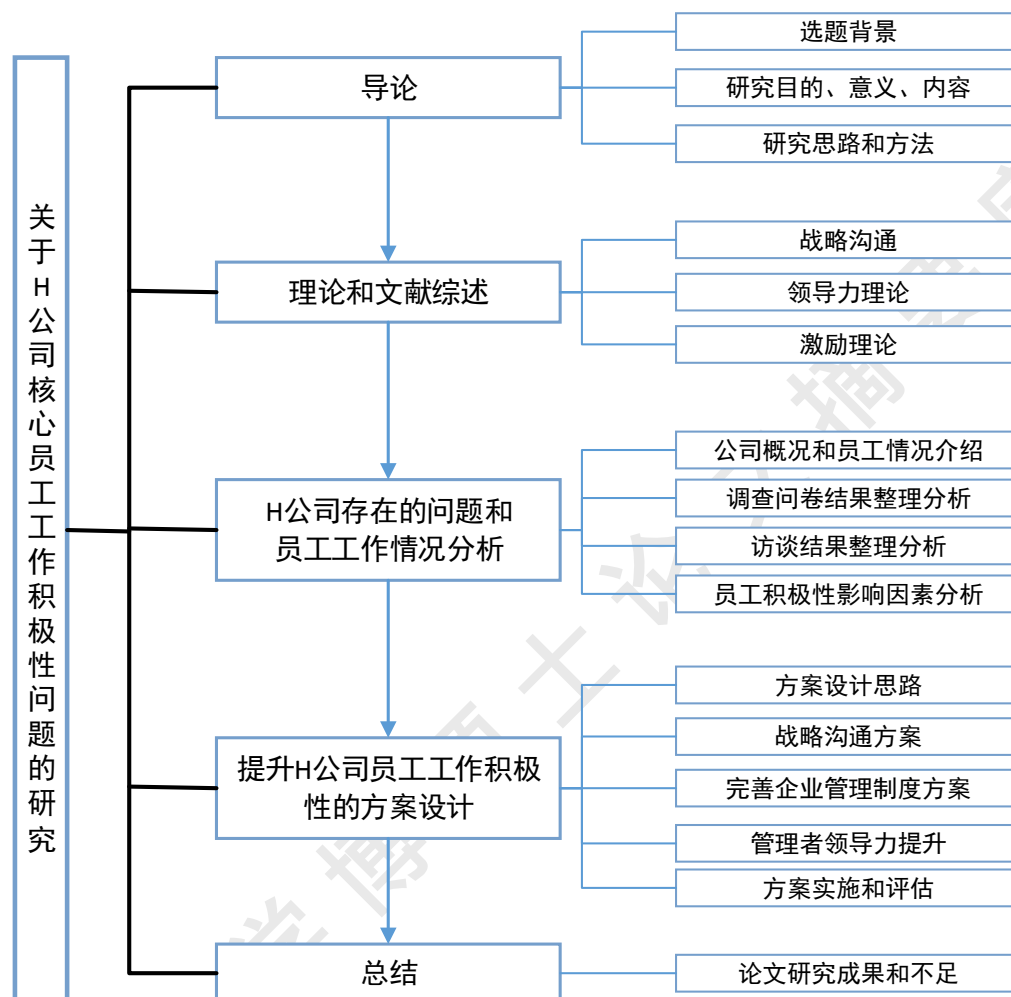 关于H公司核心员工工作积极性问题的研究
导论
选题背景
研究目的、意义、内容
研究思路和方法
理论和文献综述
战略沟通
领导力理论
激励理论
H公司存在的问题和
员工工作情况分析
公司概况和员工情况介绍
调查问卷结果整理分析
访谈结果整理分析
员工积极性影响因素分析
提升H公司员工工作积极
性的方案设计
方案设计思路
战略沟通方案
完善企业管理制度方案
管理者领导力提升
方案实施和评估
总结
论文研究成果和不足
学博士论文摘要